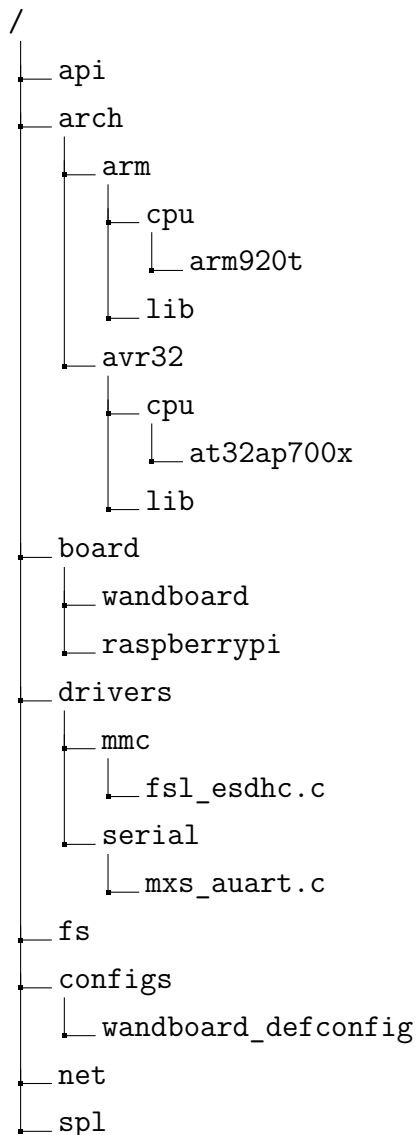 /
api
arch
arm
cpu
arm920t
lib
avr32
cpu
at32ap700x
lib
board
wandboard
raspberrypi
drivers
mmc
fsl_esdhc.c
serial
mxs_auart.c
fs
configs
wandboard_defconfig
net
spl